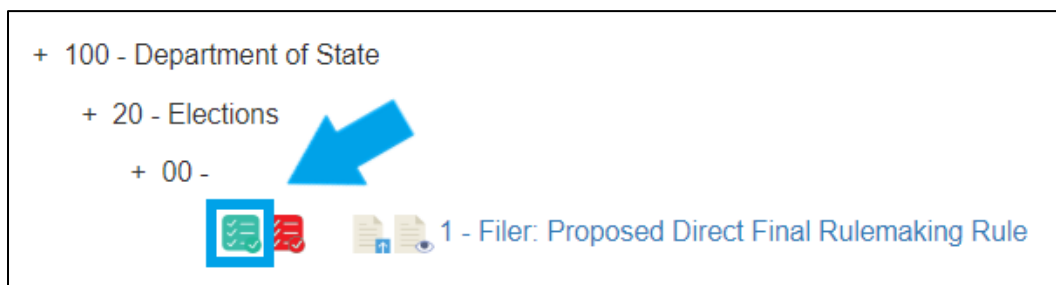 + 100 - Department of State
+ 20 - Elections
+ 00 -
1 - Filer: Proposed Direct Final Rulemaking Rule